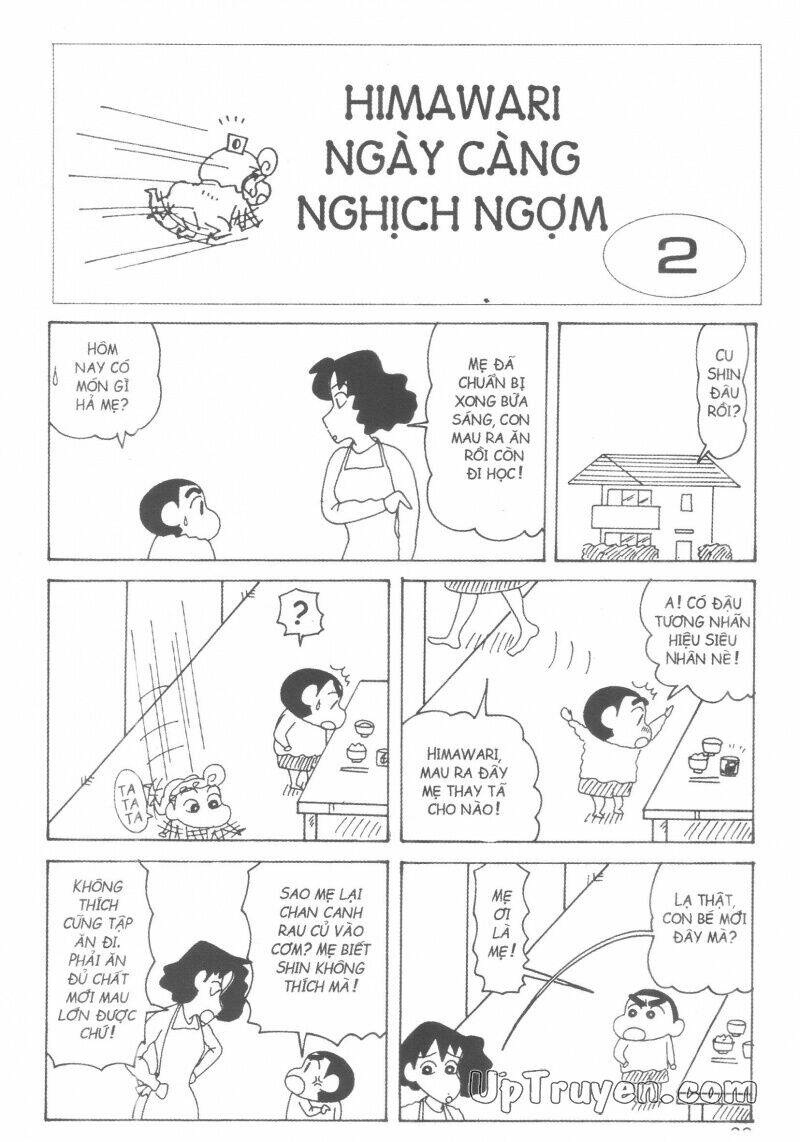 HIMAWARI
NGÀY CÀNG
NGHỊCH NGỢM
2
CU
SHIN
ĐÂU
RỒI?
MẸ ĐÃ
CHUẨN BỊ
XONG BỮA
SÁNG, CON
MAU RA ĂN
RỒI CÒN
ĐI HỌC!
HÔM
NAY CÓ
MÓN GÌ
HẢ MẸ?
A! CÓ ĐẬU
TƯƠNG NHÃN
HIỆU SIÊU
NHÂN NÈ!
HIMAWARI,
MAU RA ĐÂY
MẸ THAY TÃ
CHO NÀO!
?
TA
TA
TA
LẠ THẬT,
CON BÉ MỚI
ĐÂY MÀ?
MẸ
ƠI
LÀ
MẸ!
SAO MẸ LẠI
CHAN CANH
RAU CỦ VÀO
CƠM? MẸ BIẾT
SHIN KHÔNG
THÍCH MÀ!
KHÔNG
THÍCH
CŨNG TẬP
ĂN ĐI.
PHẢI ĂN
ĐỦ CHẤT
MỚI MAU
LỚN ĐƯỢC
CHỨ!
UpTruyen.com